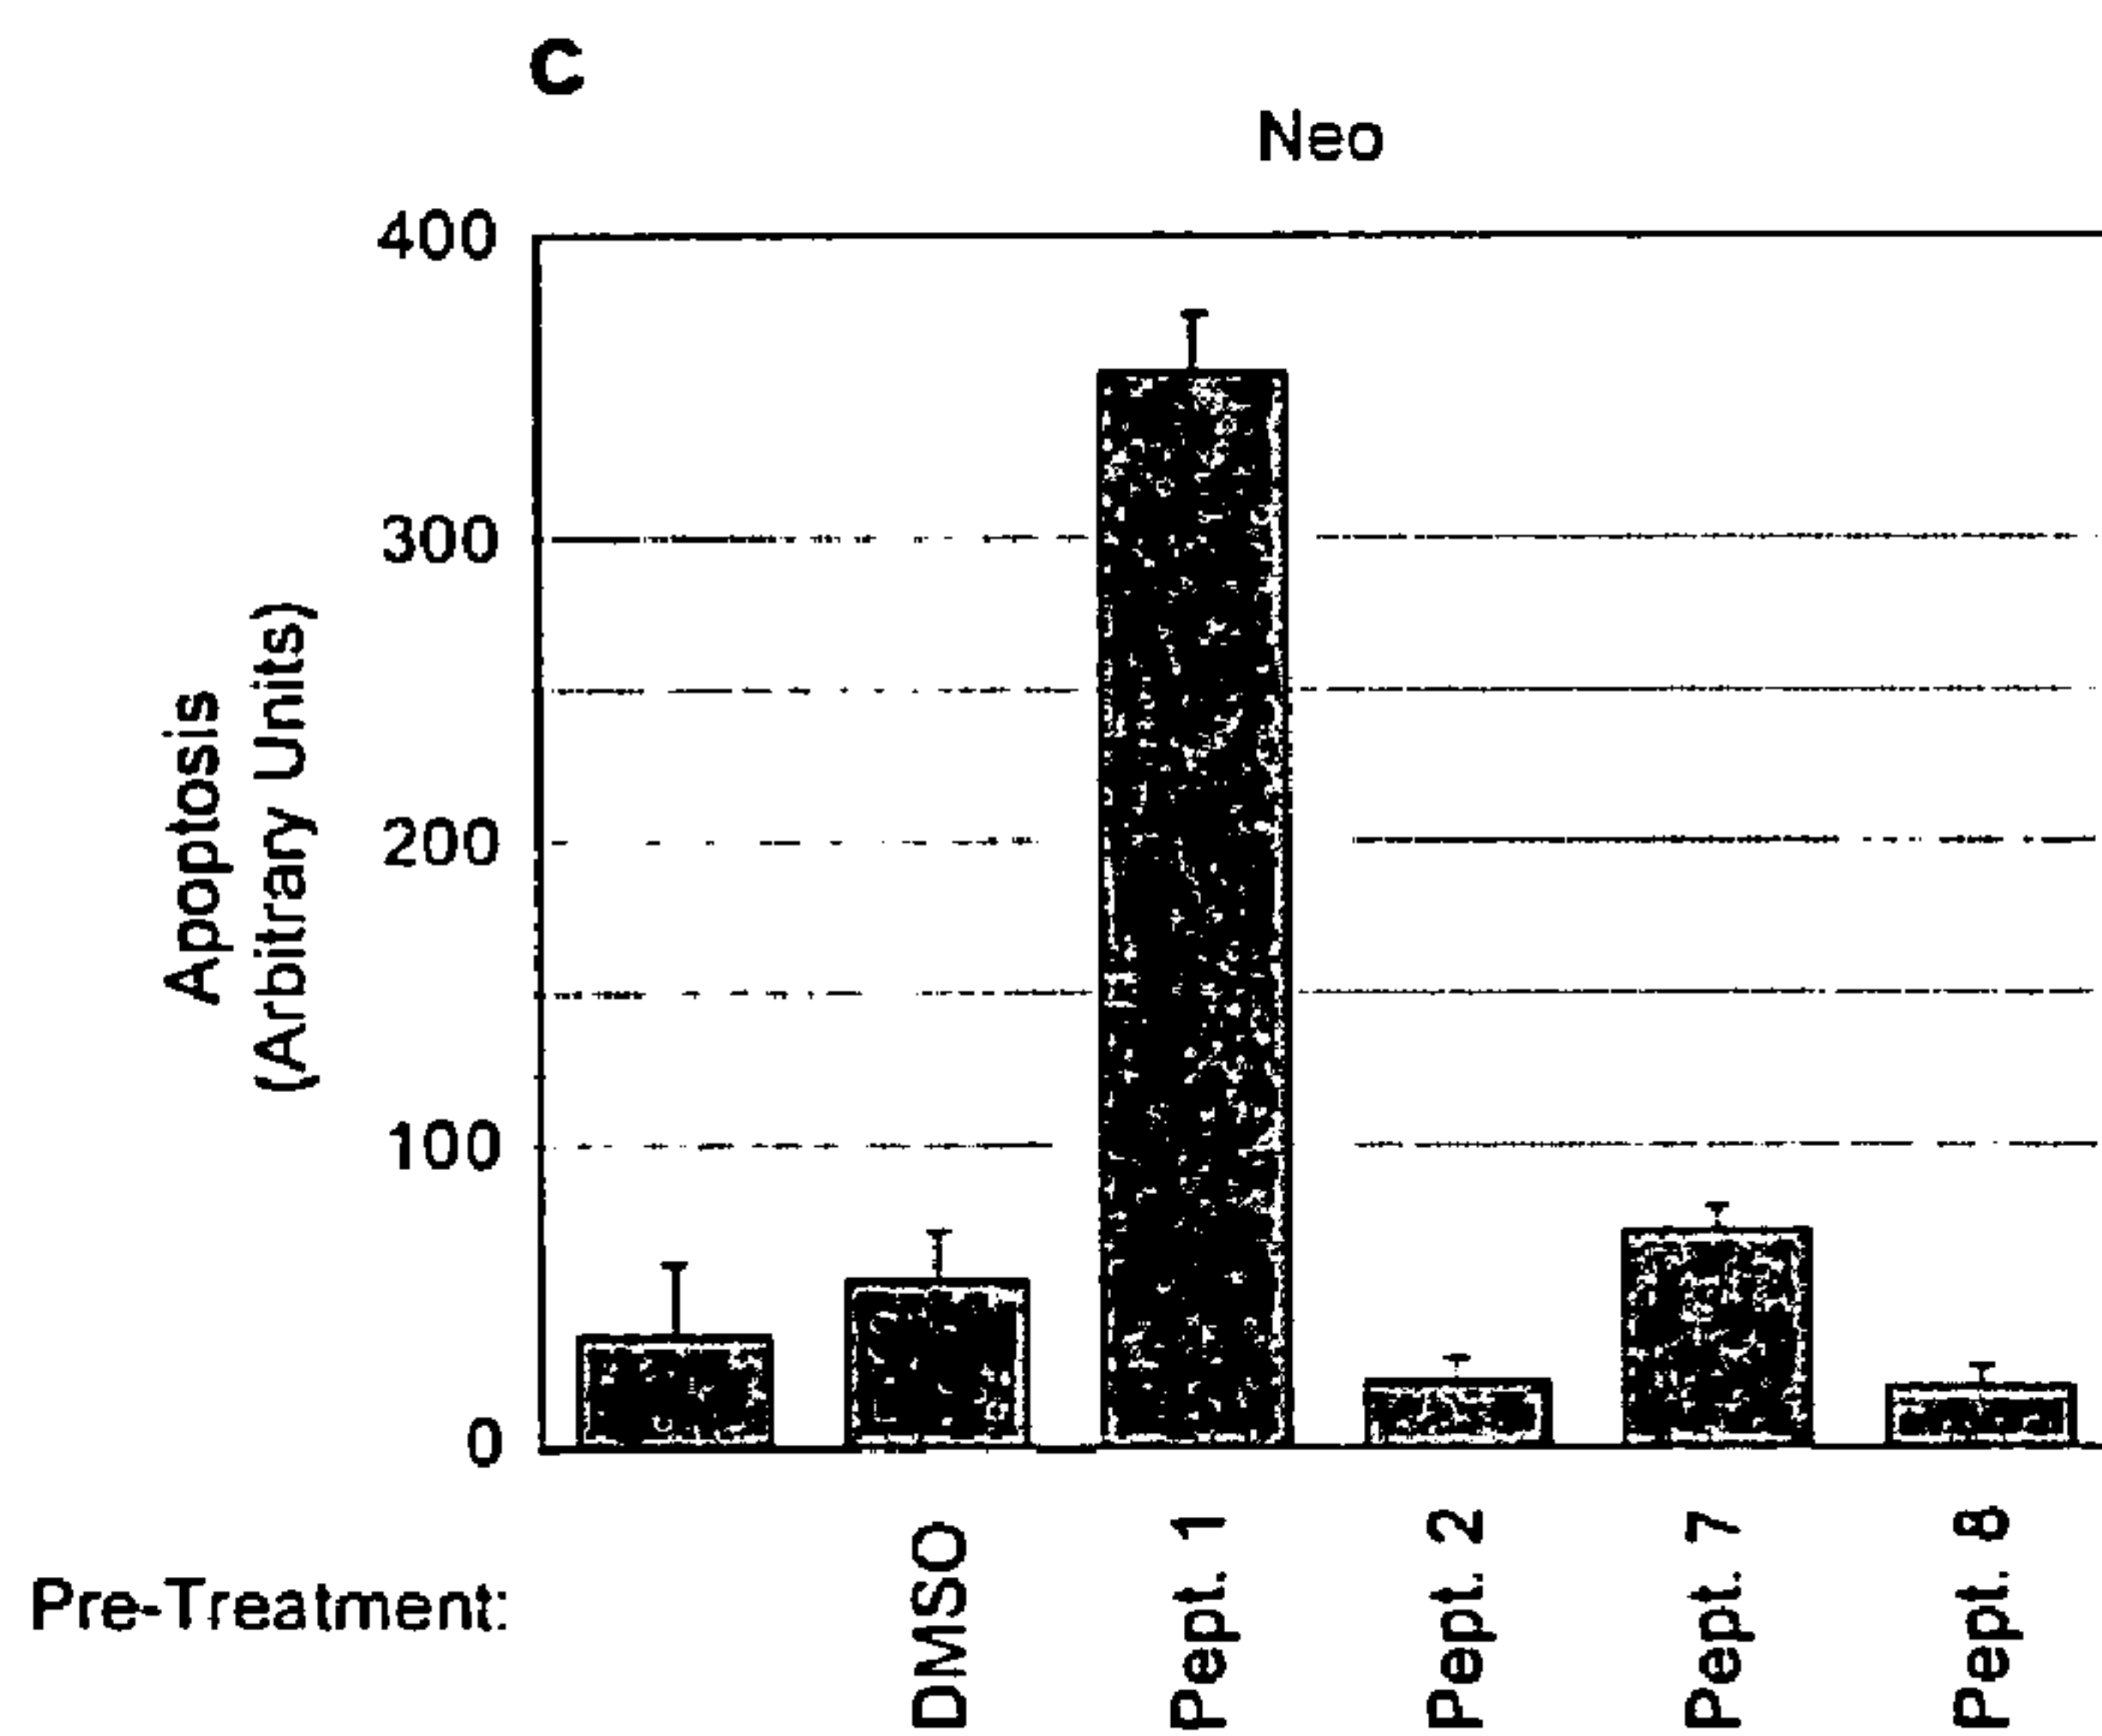 C
Neo
400
300
200
100
0
Apoptosis
(Arbitrary Units)
Pre-Treatment:
DMSO
Pept. 1
Pept. 2
Pept. 7
Pept. 8